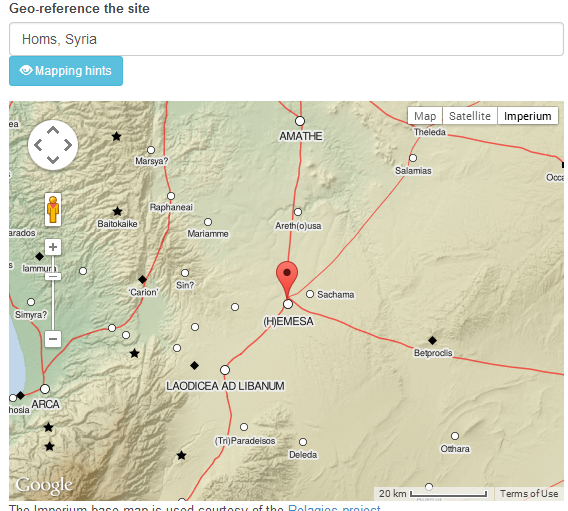 Geo-reference the site
Homs, Syria
Mapping hints
Map Satellite Imperium
ea
AMATHE
Theleda
Marsya?
Salamias
Occa
Raphaneai
Baitokaike
Mariamme
Areth(o)usa
arados
s
Iammura
'Carion'
Sin?
Sachama
Simyra?
(H)EMESA
Betproclis
LAODICEA AD LIBANUM
ARCA
hosia
(Tri)Paradeisos
Deleda
Otthara
Google
20 km
Terms of Use
The Imperium base map is used courtesy of the Pelagios project